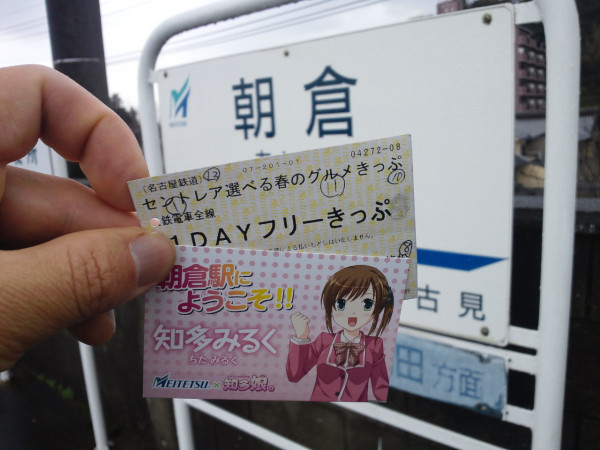 朝倉
MEITETSU
古見
田方面
(名古屋鉄道)
07-201-01 04272-08
セントレア選べる春のグルメきっぷ
鉄電車全線
1DAYフリーきっぷ
朝倉駅に
ようこそ!!
知多みるく
ちたみるく
MEITETSU × 知多娘。